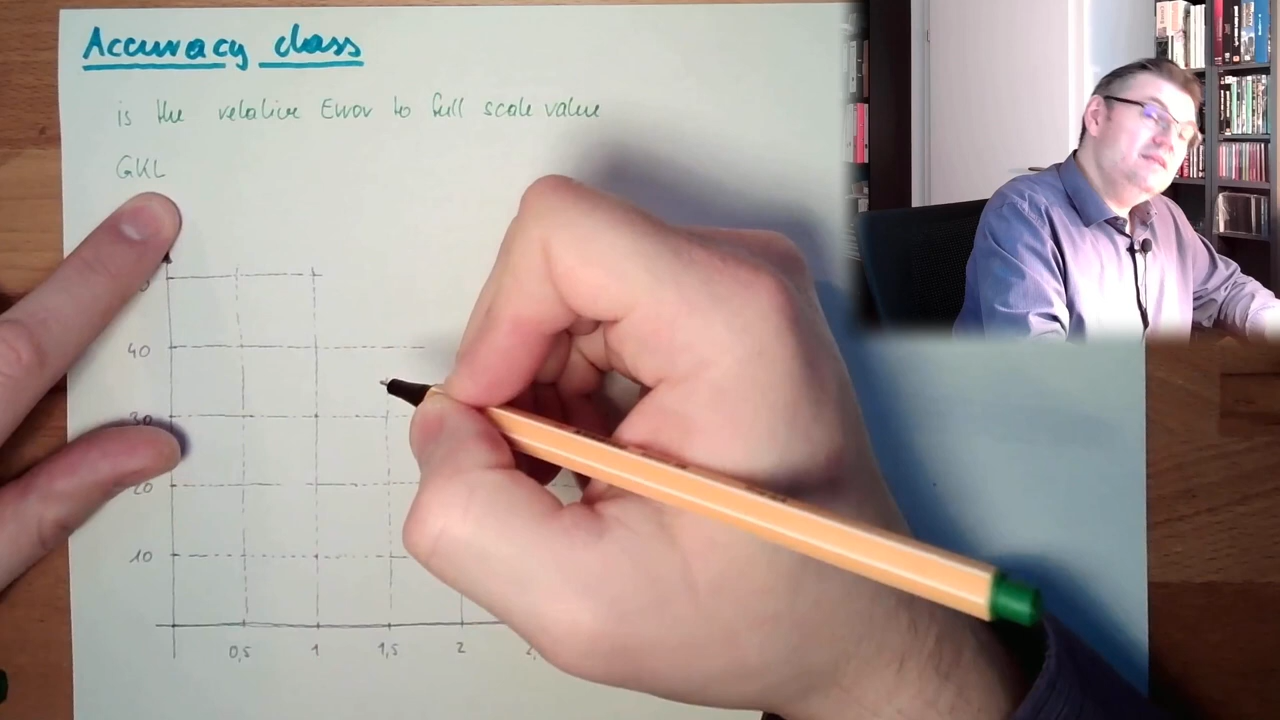 Accuracy class
is the relative Error to full scale value
GKL
40
30
20
10
0,5 1 1,5 2